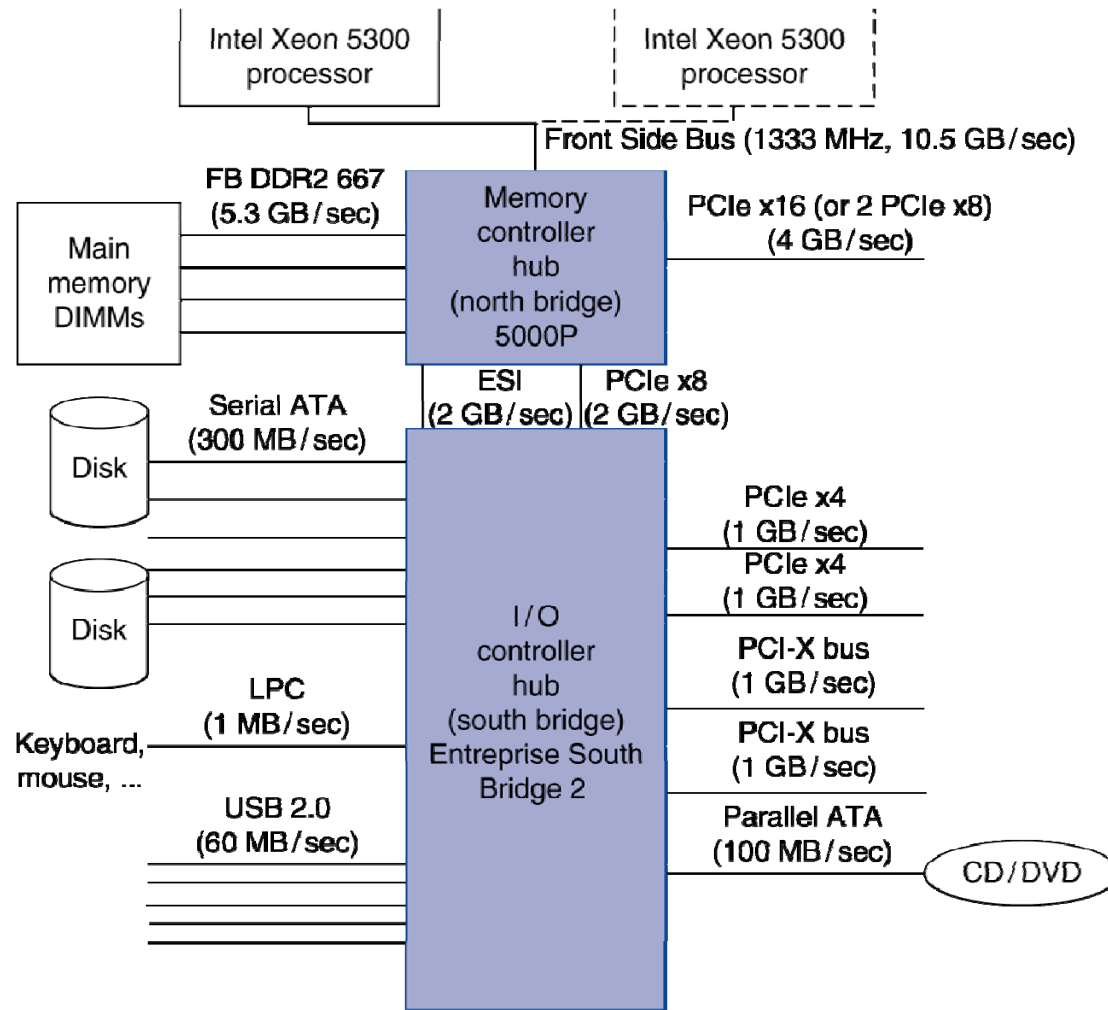 Intel Xeon 5300
processor
Intel Xeon 5300
processor
Front Side Bus (1333 MHz, 10.5 GB/sec)
FB DDR2 667
(5.3 GB/sec)
Main
memory
DIMMs
Memory
controller
hub
(north bridge)
5000P
PCIe x16 (or 2 PCIe x8)
(4 GB/sec)
ESI
(2 GB/sec)
PCIe x8
(2 GB/sec)
Serial ATA
(300 MB/sec)
Disk
Disk
LPC
(1 MB/sec)
Keyboard,
mouse, ...
USB 2.0
(60 MB/sec)
I/O
controller
hub
(south bridge)
Entreprise South
Bridge 2
PCIe x4
(1 GB/sec)
PCIe x4
(1 GB/sec)
PCI-X bus
(1 GB/sec)
PCI-X bus
(1 GB/sec)
Parallel ATA
(100 MB/sec)
CD/DVD